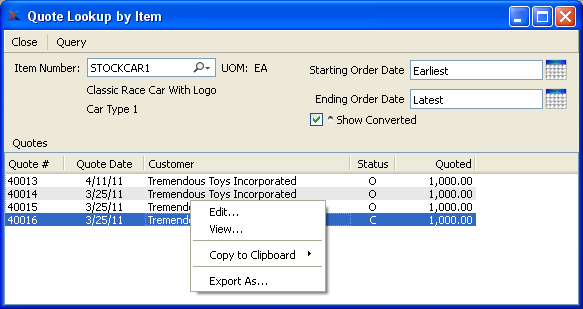 Quote Lookup by Item
Close Query
Item Number: STOCKCAR1 UOM: EA Starting Order Date Earliest
Classic Race Car With Logo
Car Type 1
Ending Order Date Latest
^ Show Converted
Quotes
Quote # Quote Date Customer Status Quoted
40013 4/11/11 Tremendous Toys Incorporated O 1,000.00
40014 3/25/11 Tremendous Toys Incorporated O 1,000.00
40015 3/25/11 Tremendo O 1,000.00
40016 3/25/11 Tremendo C 1,000.00
Edit...
View...
Copy to Clipboard
Export As...